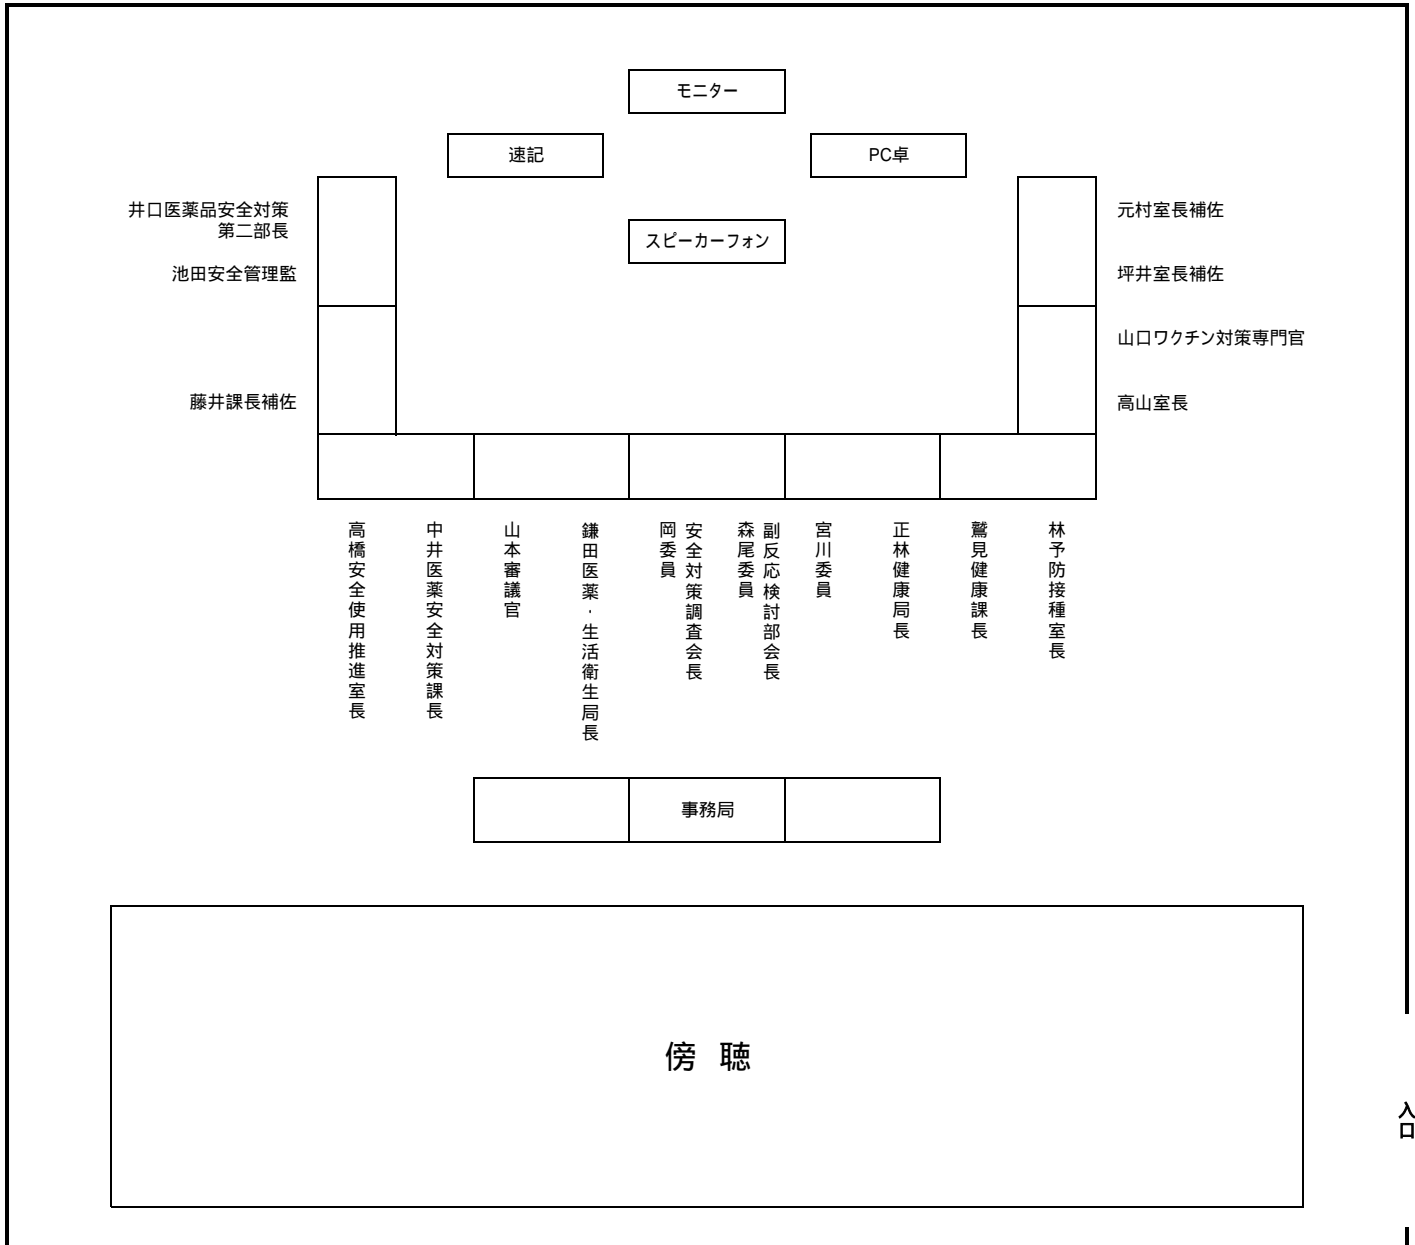 モニター
速記
PC卓
スピーカーフォン
井口医薬品安全対策
第二部長
池田安全管理監
藤井課長補佐
元村室長補佐
坪井室長補佐
山口ワクチン対策専門官
高山室長
高橋安全使用推進室長
中井医薬安全対策課長
山本審議官
鎌田医薬・生活衛生局長
岡委員
安全対策調査会長
森尾委員
副反応検討部会長
宮川委員
正林健康局長
鷲見健康課長
林予防接種室長
事務局
傍 聴
入口